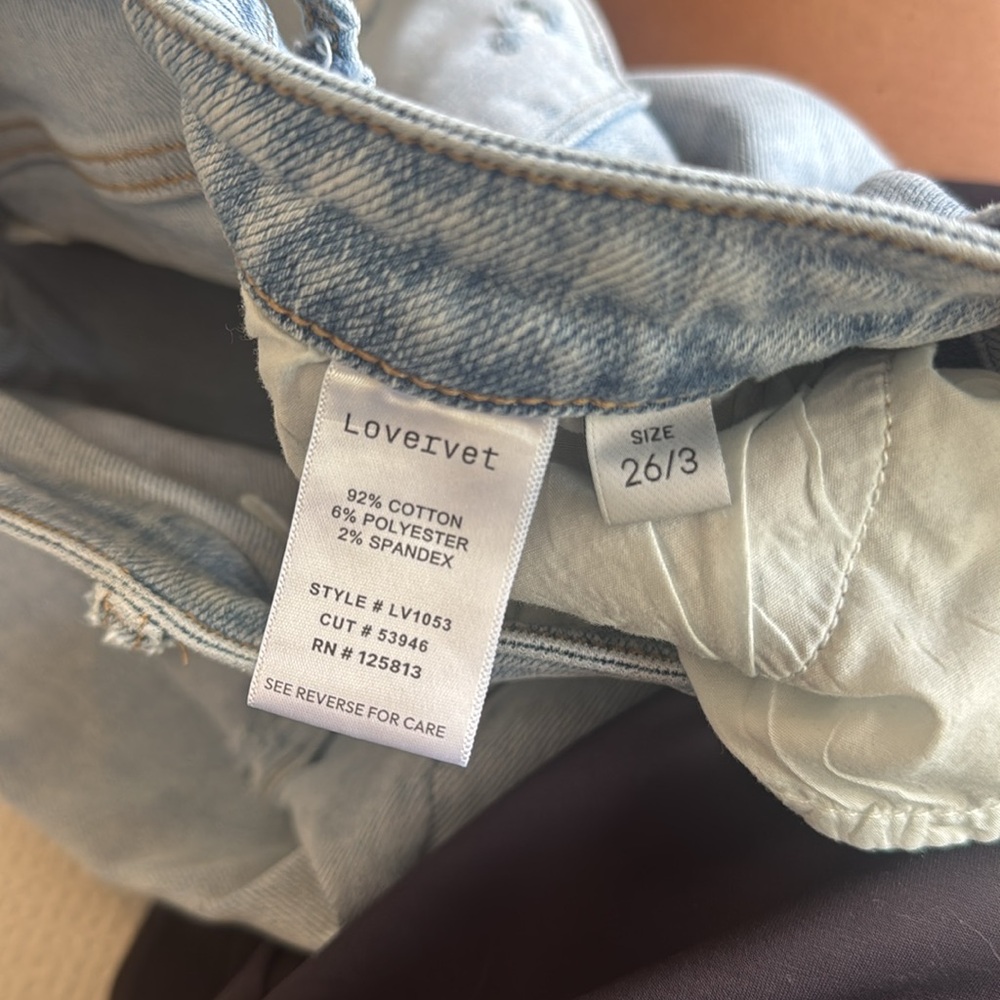 Lovervet
92% COTTON
6% POLYESTER
2% SPANDEX
STYLE # LV1053
CUT # 53946
RN # 125813
SEE REVERSE FOR CARE
SIZE
26/3